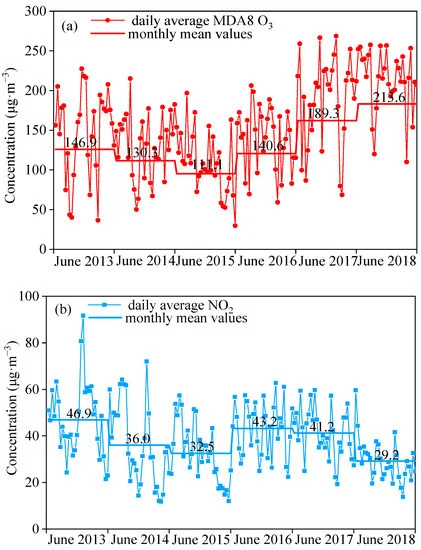 (a)
daily average MDA8 O3
monthly mean values
Concentration (μg·m−3)
300
250
200
150
100
50
0
146.9
130.3
111.1
140.6
189.3
215.6
June 2013 June 2014 June 2015 June 2016 June 2017 June 2018
(b)
daily average NO2
monthly mean values
Concentration (μg·m−3)
100
80
60
40
20
0
46.9
36.0
32.5
43.2
41.2
29.2
June 2013 June 2014 June 2015 June 2016 June 2017 June 2018